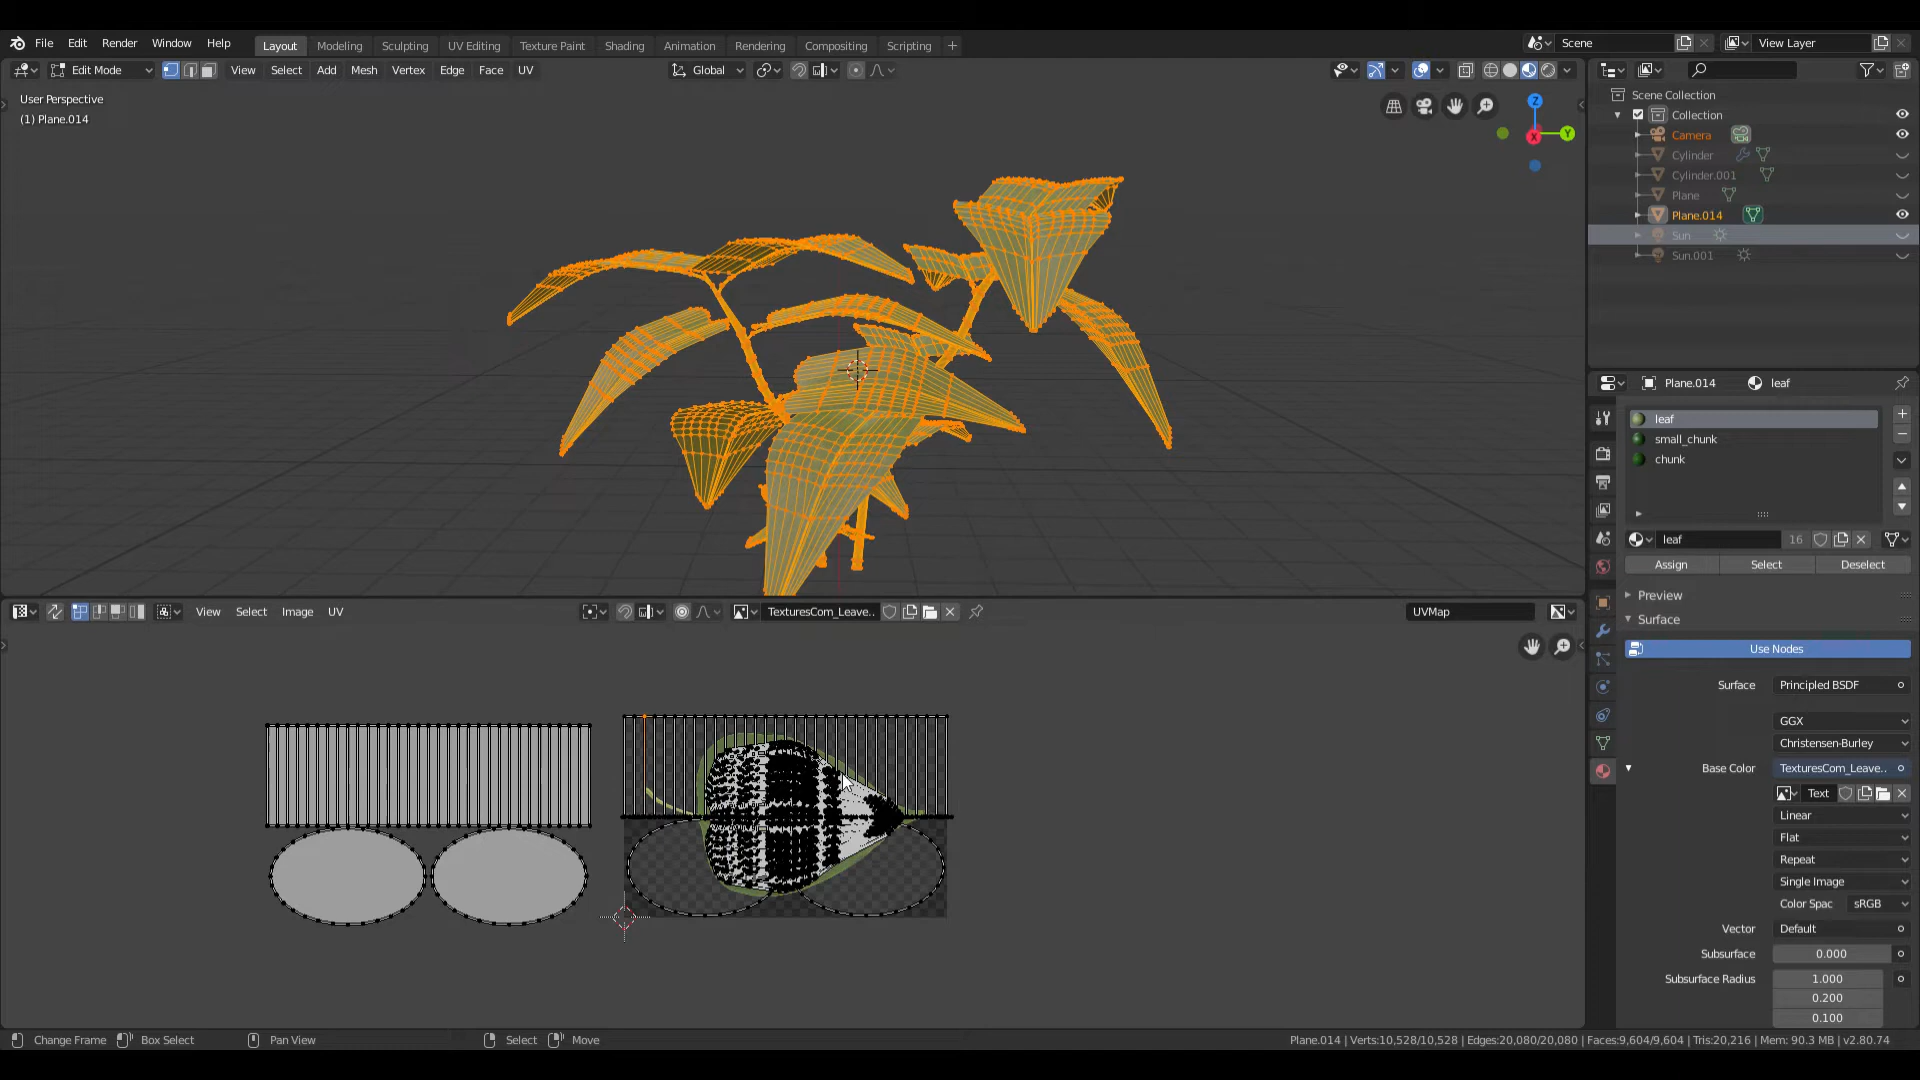 File Edit Render Window Help Layout Modeling Sculpting UV Editing Texture Paint Shading Animation Rendering Compositing Scripting + Scene View Layer
Edit Mode View Select Add Mesh Vertex Edge Face UV Global
User Perspective
(1) Plane.014
Z
Y
X
Scene Collection
Collection
Camera
Cylinder
Cylinder.001
Plane
Plane.014
Sun
Sun.001
Plane.014 leaf
leaf
small_chunk
chunk
leaf 16
Assign Select Deselect
Preview
Surface
Use Nodes
Surface Principled BSDF
GGX
Christensen-Burley
Base Color TexturesCom_Leave..
Text
Linear
Flat
Repeat
Single Image
Color Spac sRGB
Vector Default
Subsurface 0.000
Subsurface Radius 1.000
0.200
0.100
View Select Image UV TexturesCom_Leave.. UVMap
Change Frame Box Select Pan View Select Move Plane.014 | Verts:10,528/10,528 | Edges:20,080/20,080 | Faces:9,604/9,604 | Tris:20,216 | Mem: 90.3 MB | v2.80.74